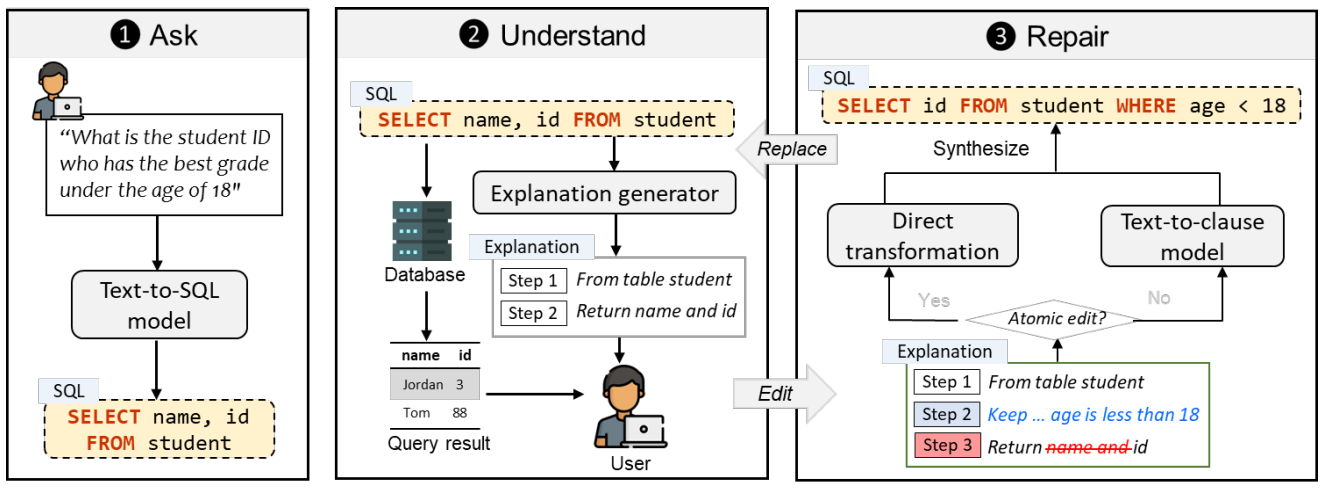 ❶ Ask
“What is the student ID
who has the best grade
under the age of 18"
Text-to-SQL
model
SQL
SELECT name, id
FROM student
❷ Understand
SQL
SELECT name, id FROM student
Explanation generator
Database
Explanation
Step 1 From table student
Step 2 Return name and id
name id
Jordan 3
Tom 88
Query result
User
Replace
Edit
❸ Repair
SQL
SELECT id FROM student WHERE age < 18
Synthesize
Direct
transformation
Text-to-clause
model
Yes
No
Atomic edit?
Explanation
Step 1 From table student
Step 2 Keep ... age is less than 18
Step 3 Return name and id